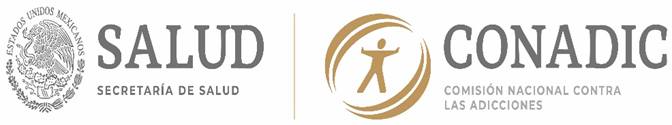 ESTADOS UNIDOS MEXICANOS
SALUD
SECRETARÍA DE SALUD
CONADIC
COMISIÓN NACIONAL CONTRA
LAS ADICCIONES